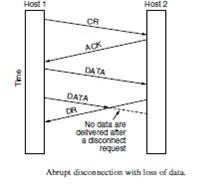 Host 1 Host 2
CR
ACK
DATA
DATA
DR
Time
No data are
delivered after
a disconnect
request
Abrupt disconnection with loss of data.